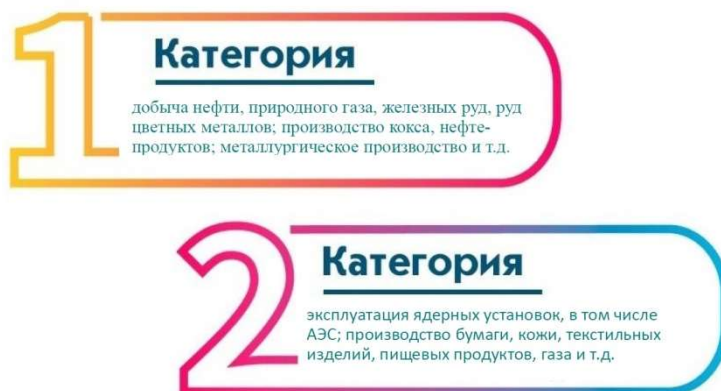 1
Категория
добыча нефти, природного газа, железных руд, руд
цветных металлов; производство кокса, нефте-
продуктов; металлургическое производство и т.д.
2
Категория
эксплуатация ядерных установок, в том числе
АЭС; производство бумаги, кожи, текстильных
изделий, пищевых продуктов, газа и т.д.